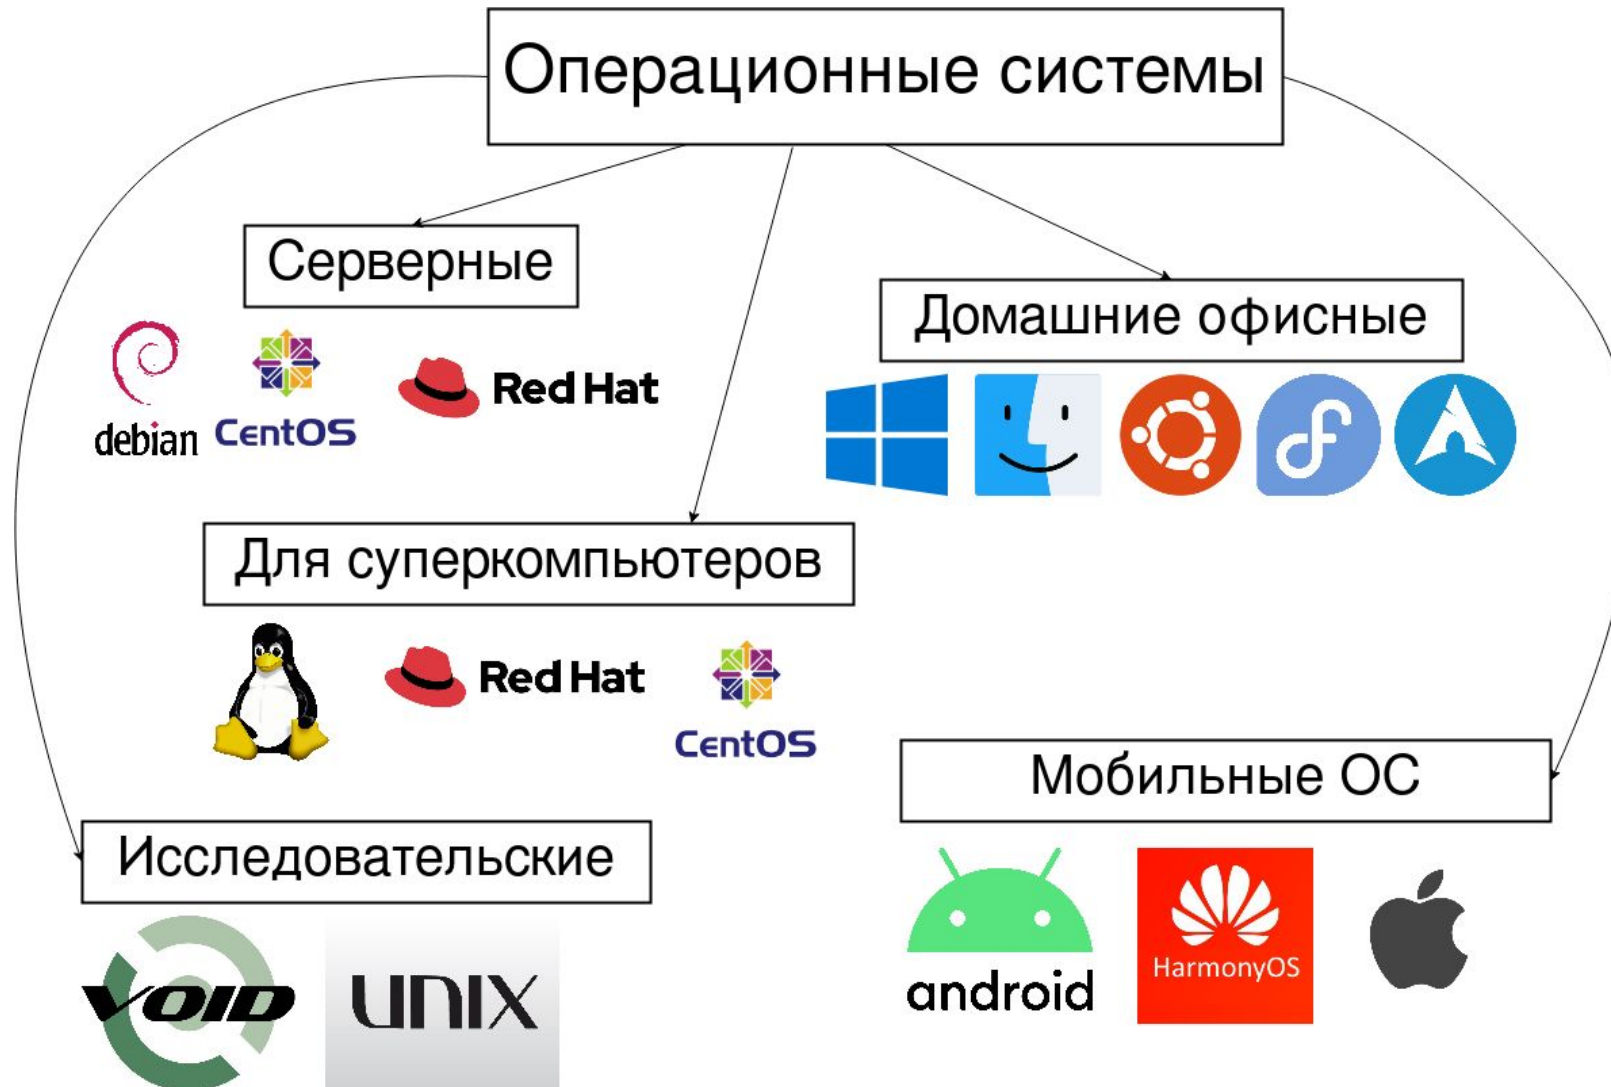 Операционные системы
Серверные
debian
CentOS
Red Hat
Домашние офисные
Для суперкомпьютеров
Red Hat
CentOS
Мобильные ОС
android
HarmonyOS
Исследовательские
VOID
UNIX